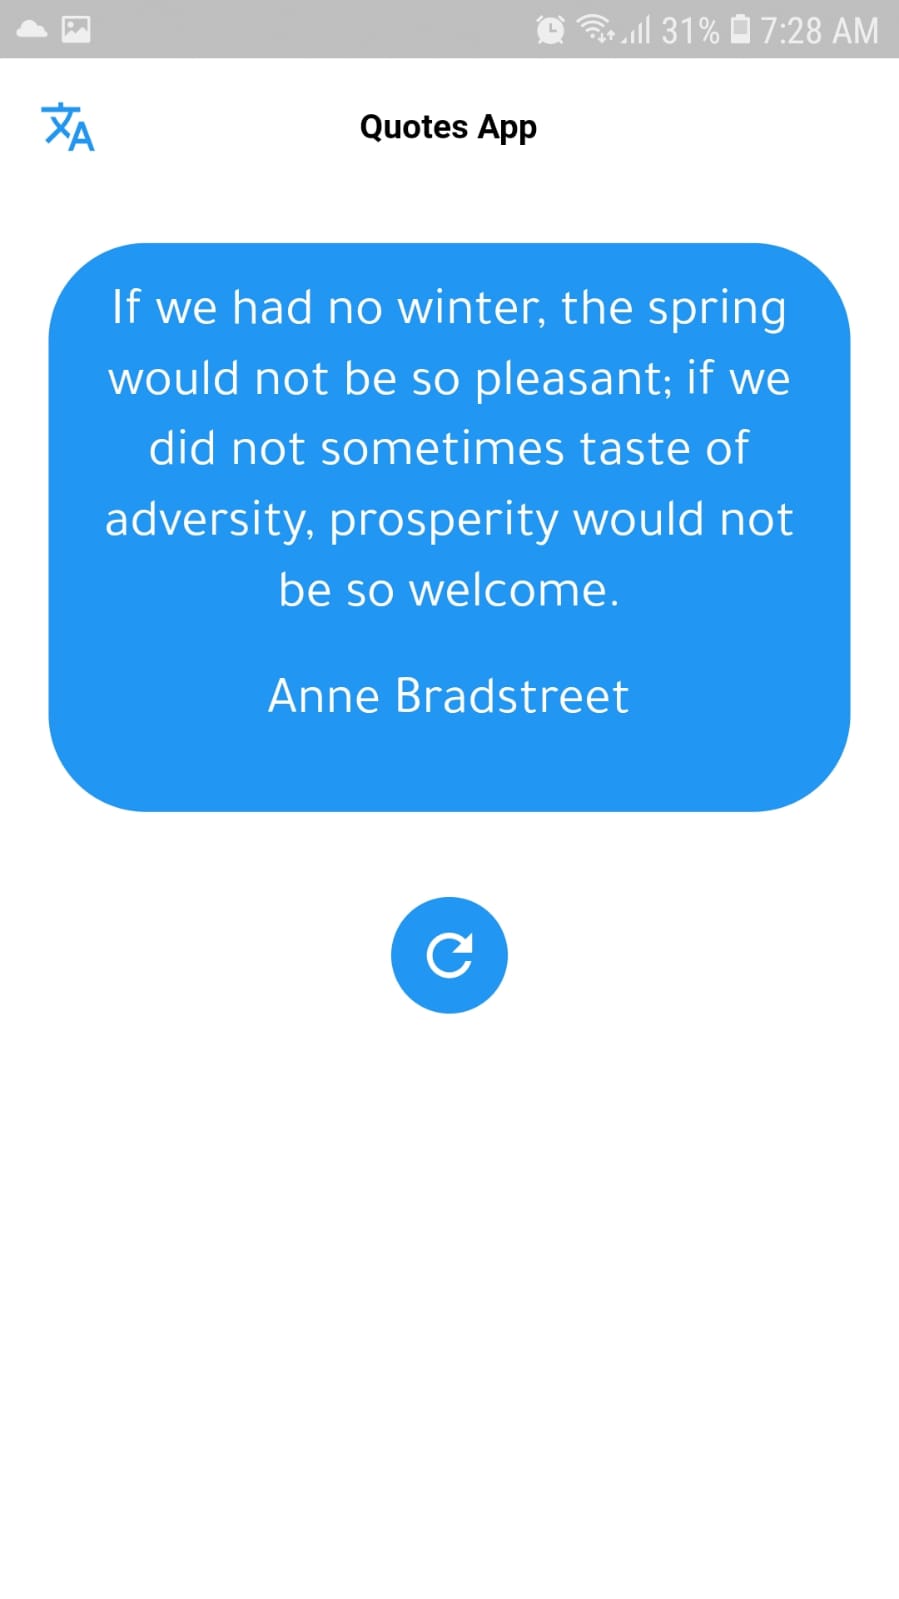 31% 7:28 AM
Quotes App
If we had no winter, the spring
would not be so pleasant; if we
did not sometimes taste of
adversity, prosperity would not
be so welcome.
Anne Bradstreet